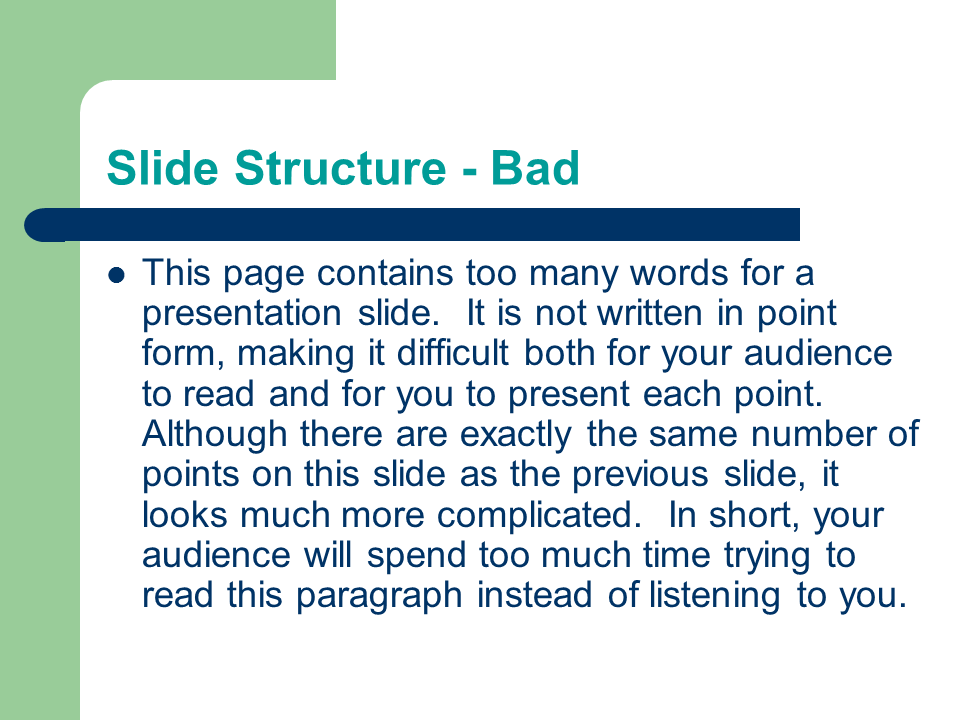 Slide Structure - Bad
This page contains too many words for a
presentation slide.  It is not written in point
form, making it difficult both for your audience
to read and for you to present each point.
Although there are exactly the same number of
points on this slide as the previous slide, it
looks much more complicated.  In short, your
audience will spend too much time trying to
read this paragraph instead of listening to you.